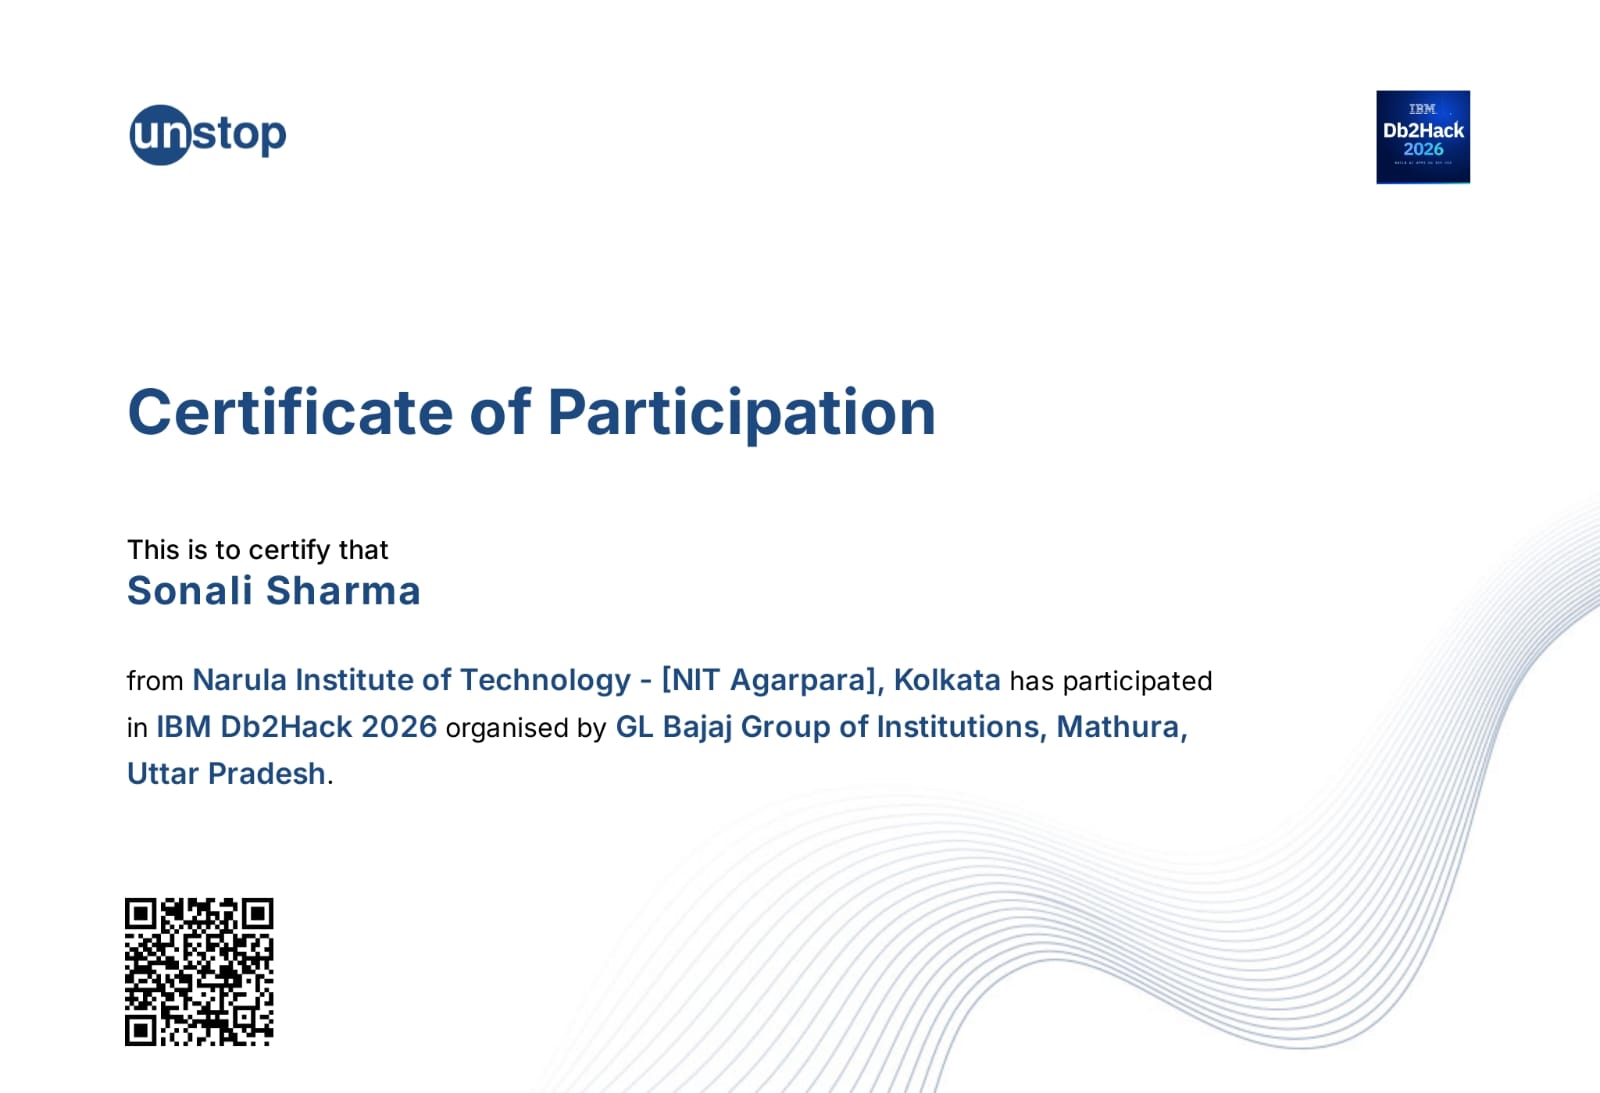 unstop
IBM
Db2Hack
2026
Certificate of Participation
This is to certify that
Sonali Sharma
from Narula Institute of Technology - [NIT Agarpara], Kolkata has participated
in IBM Db2Hack 2026 organised by GL Bajaj Group of Institutions, Mathura,
Uttar Pradesh.